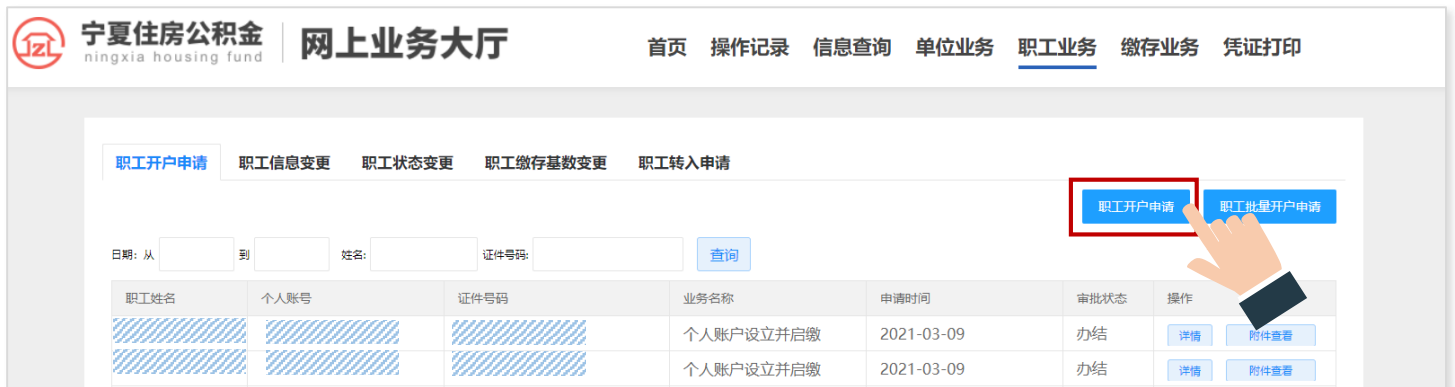 宁夏住房公积金
ningxia housing fund
网上业务大厅
首页 操作记录 信息查询 单位业务 职工业务 缴存业务 凭证打印
职工开户申请 职工信息变更 职工状态变更 职工缴存基数变更 职工转入申请
职工开户申请 职工批量开户申请
日期：从 到 姓名: 证件号码: 查询
职工姓名 个人账号 证件号码 业务名称 申请时间 审批状态 操作
个人账户设立并启缴 2021-03-09 办结 详情 附件查看
个人账户设立并启缴 2021-03-09 办结 详情 附件查看